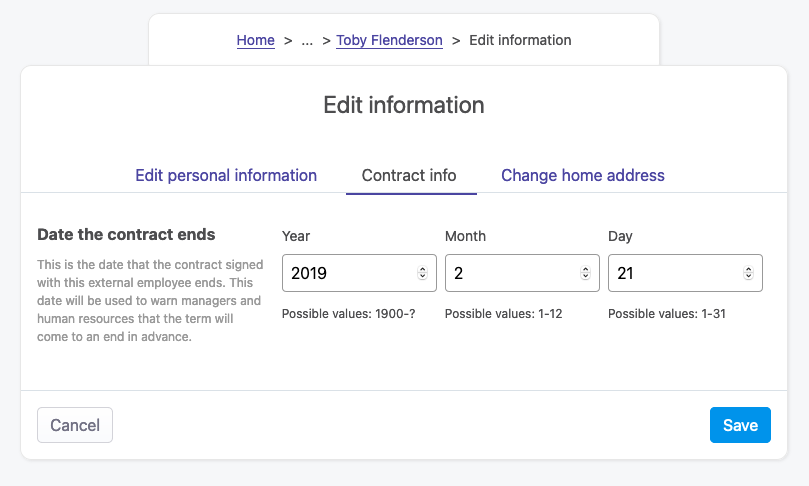 Home > ... > Toby Flenderson > Edit information
Edit information
Edit personal information Contract info Change home address
Date the contract ends
This is the date that the contract signed
with this external employee ends. This
date will be used to warn managers and
human resources that the term will
come to an end in advance.
Year Month Day
2019 2 21
Possible values: 1900-? Possible values: 1-12 Possible values: 1-31
Cancel Save